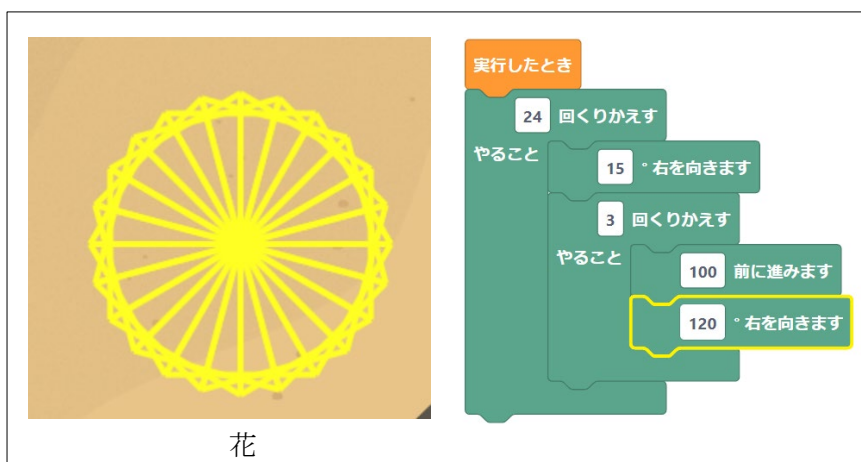 実行したとき
24 回くりかえす
やること
15 °右を向きます
3 回くりかえす
やること
100 前に進みます
120 °右を向きます
花